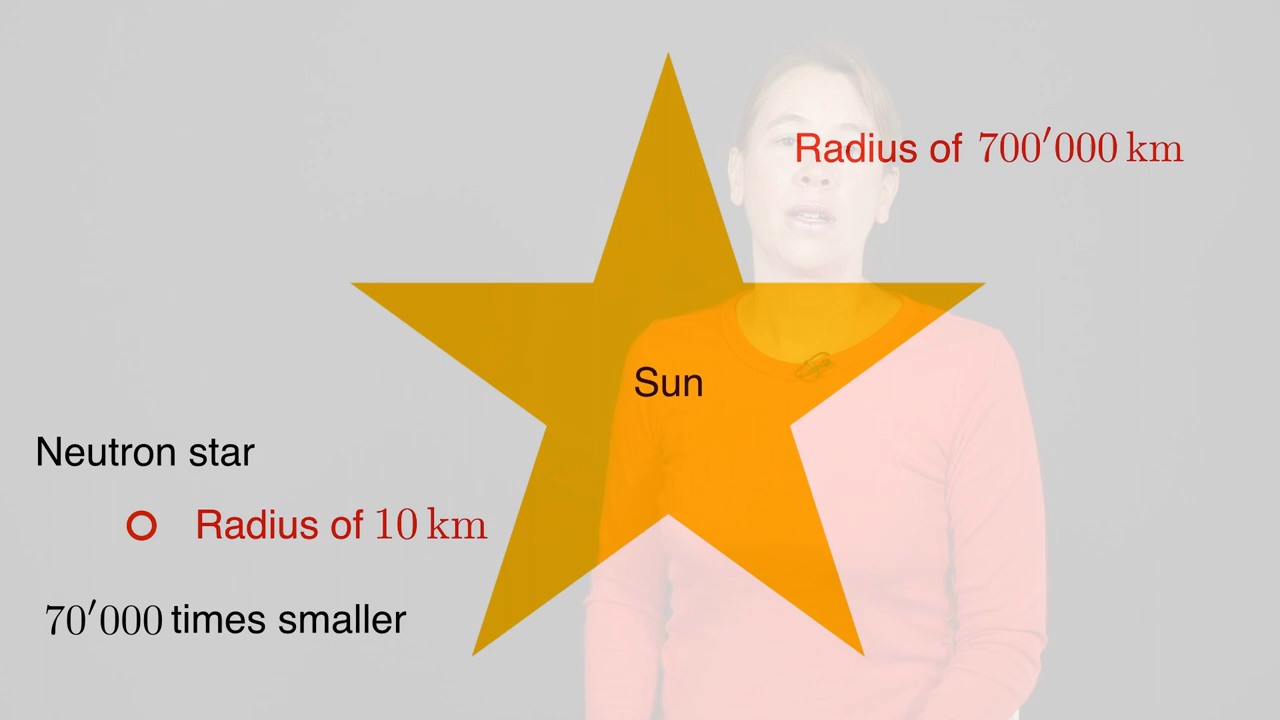 Radius of 700′000 km
Sun
Neutron star
Radius of 10 km
70′000 times smaller